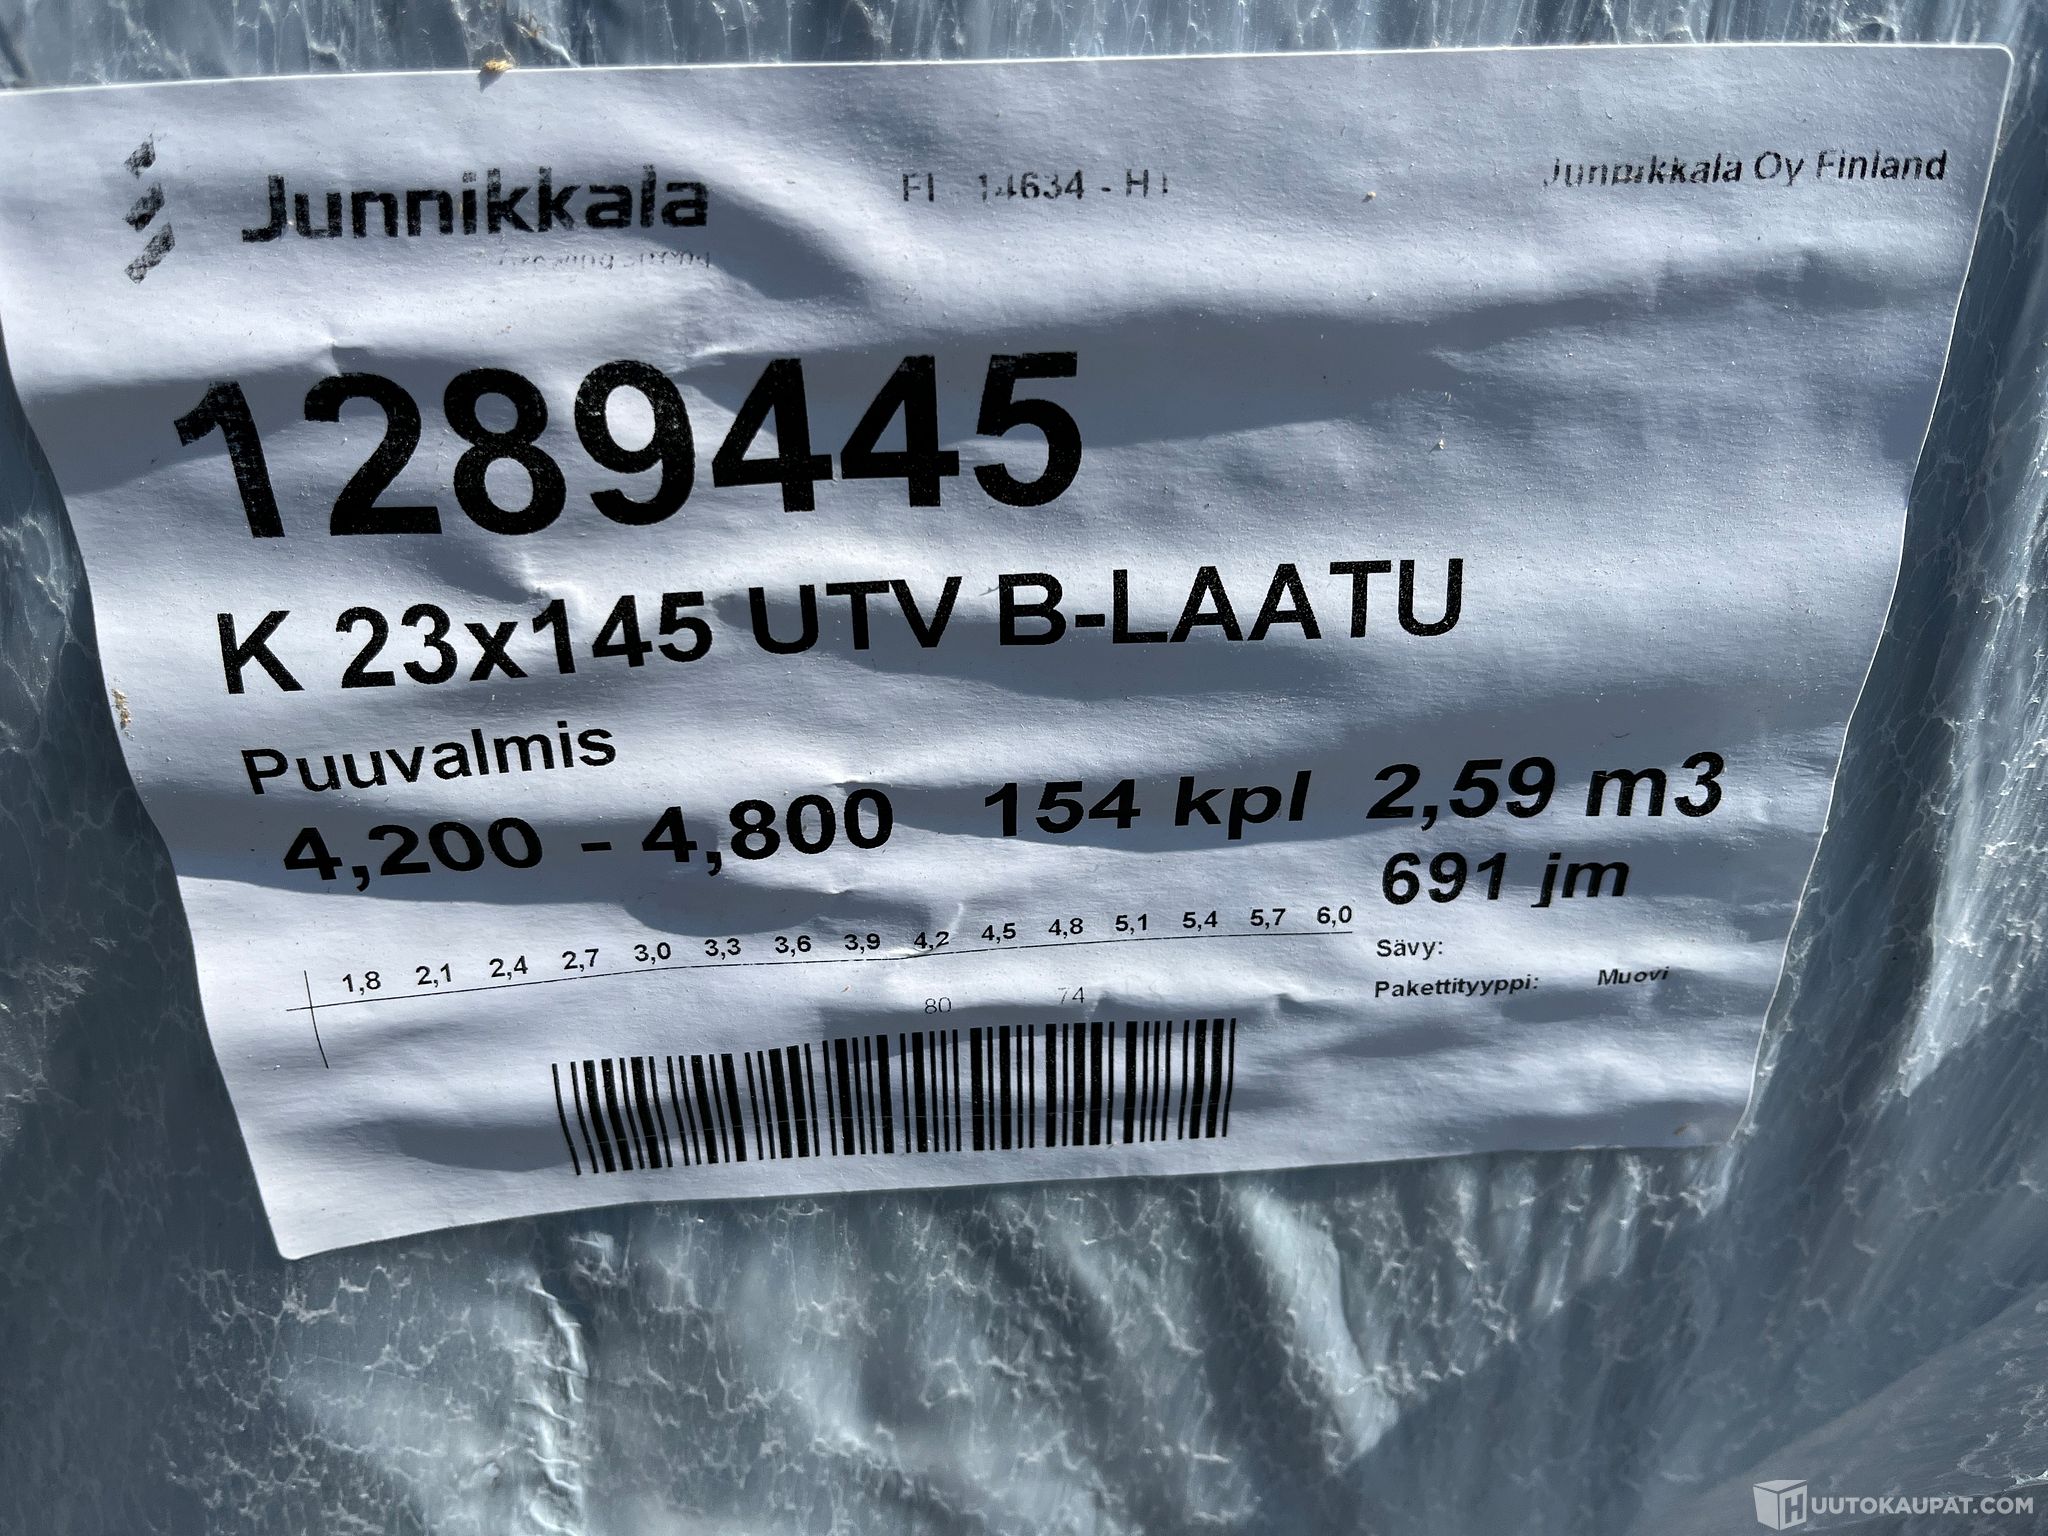 Junnikkala
FI 14634 - HT
Junnikkala Oy Finland
1289445
K 23x145 UTV B-LAATU
Puuvalmis
4,200 - 4,800 154 kpl 2,59 m3
691 jm
1,8 2,1 2,4 2,7 3,0 3,3 3,6 3,9 4,2 4,5 4,8 5,1 5,4 5,7 6,0
80 74
Sävy:
Pakettityyppi: Muovi
HUUTOKAUPAT.COM